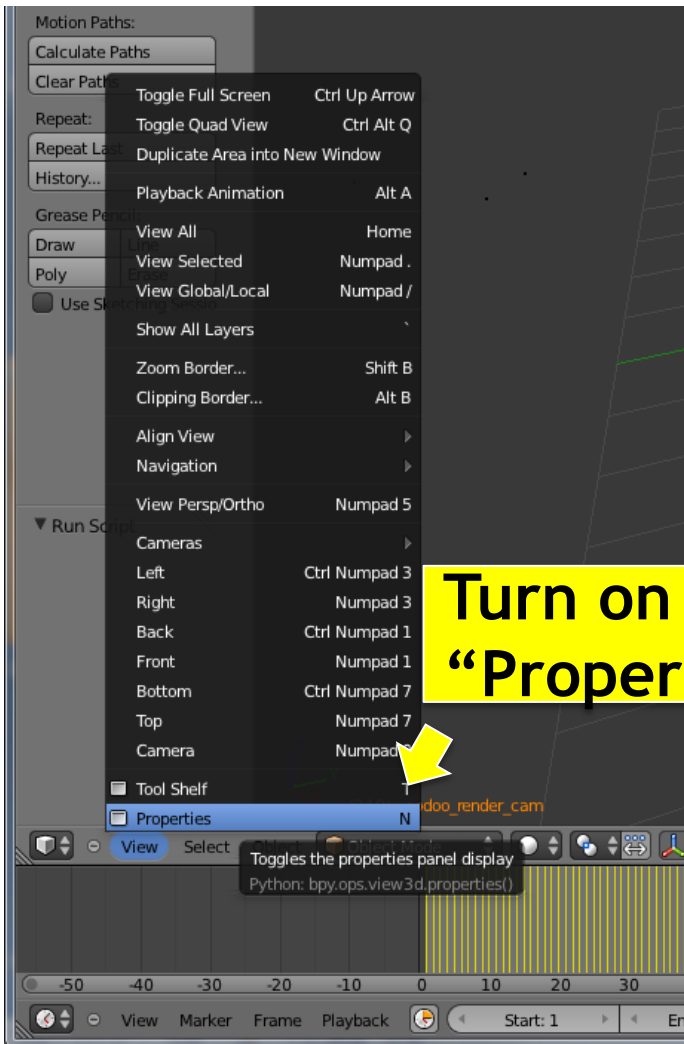 Motion Paths:
Calculate Paths
Clear Paths
Repeat:
Repeat Last
History...
Grease Pencil:
Draw Line
Poly Erase
Use Sketching Sessio
Run Script
Toggle Full Screen Ctrl Up Arrow
Toggle Quad View Ctrl Alt Q
Duplicate Area into New Window
Playback Animation Alt A
View All Home
View Selected Numpad .
View Global/Local Numpad /
Show All Layers `
Zoom Border... Shift B
Clipping Border... Alt B
Align View
Navigation
View Persp/Ortho Numpad 5
Cameras
Left Ctrl Numpad 3
Right Numpad 3
Back Ctrl Numpad 1
Front Numpad 1
Bottom Ctrl Numpad 7
Top Numpad 7
Camera Numpad
Tool Shelf T
Properties N
Turn on
“Proper
odoo_render_cam
View Select Object Object Mode
Toggles the properties panel display
Python: bpy.ops.view3d.properties()
-50 -40 -30 -20 -10 0 10 20 30
View Marker Frame Playback Start: 1 En